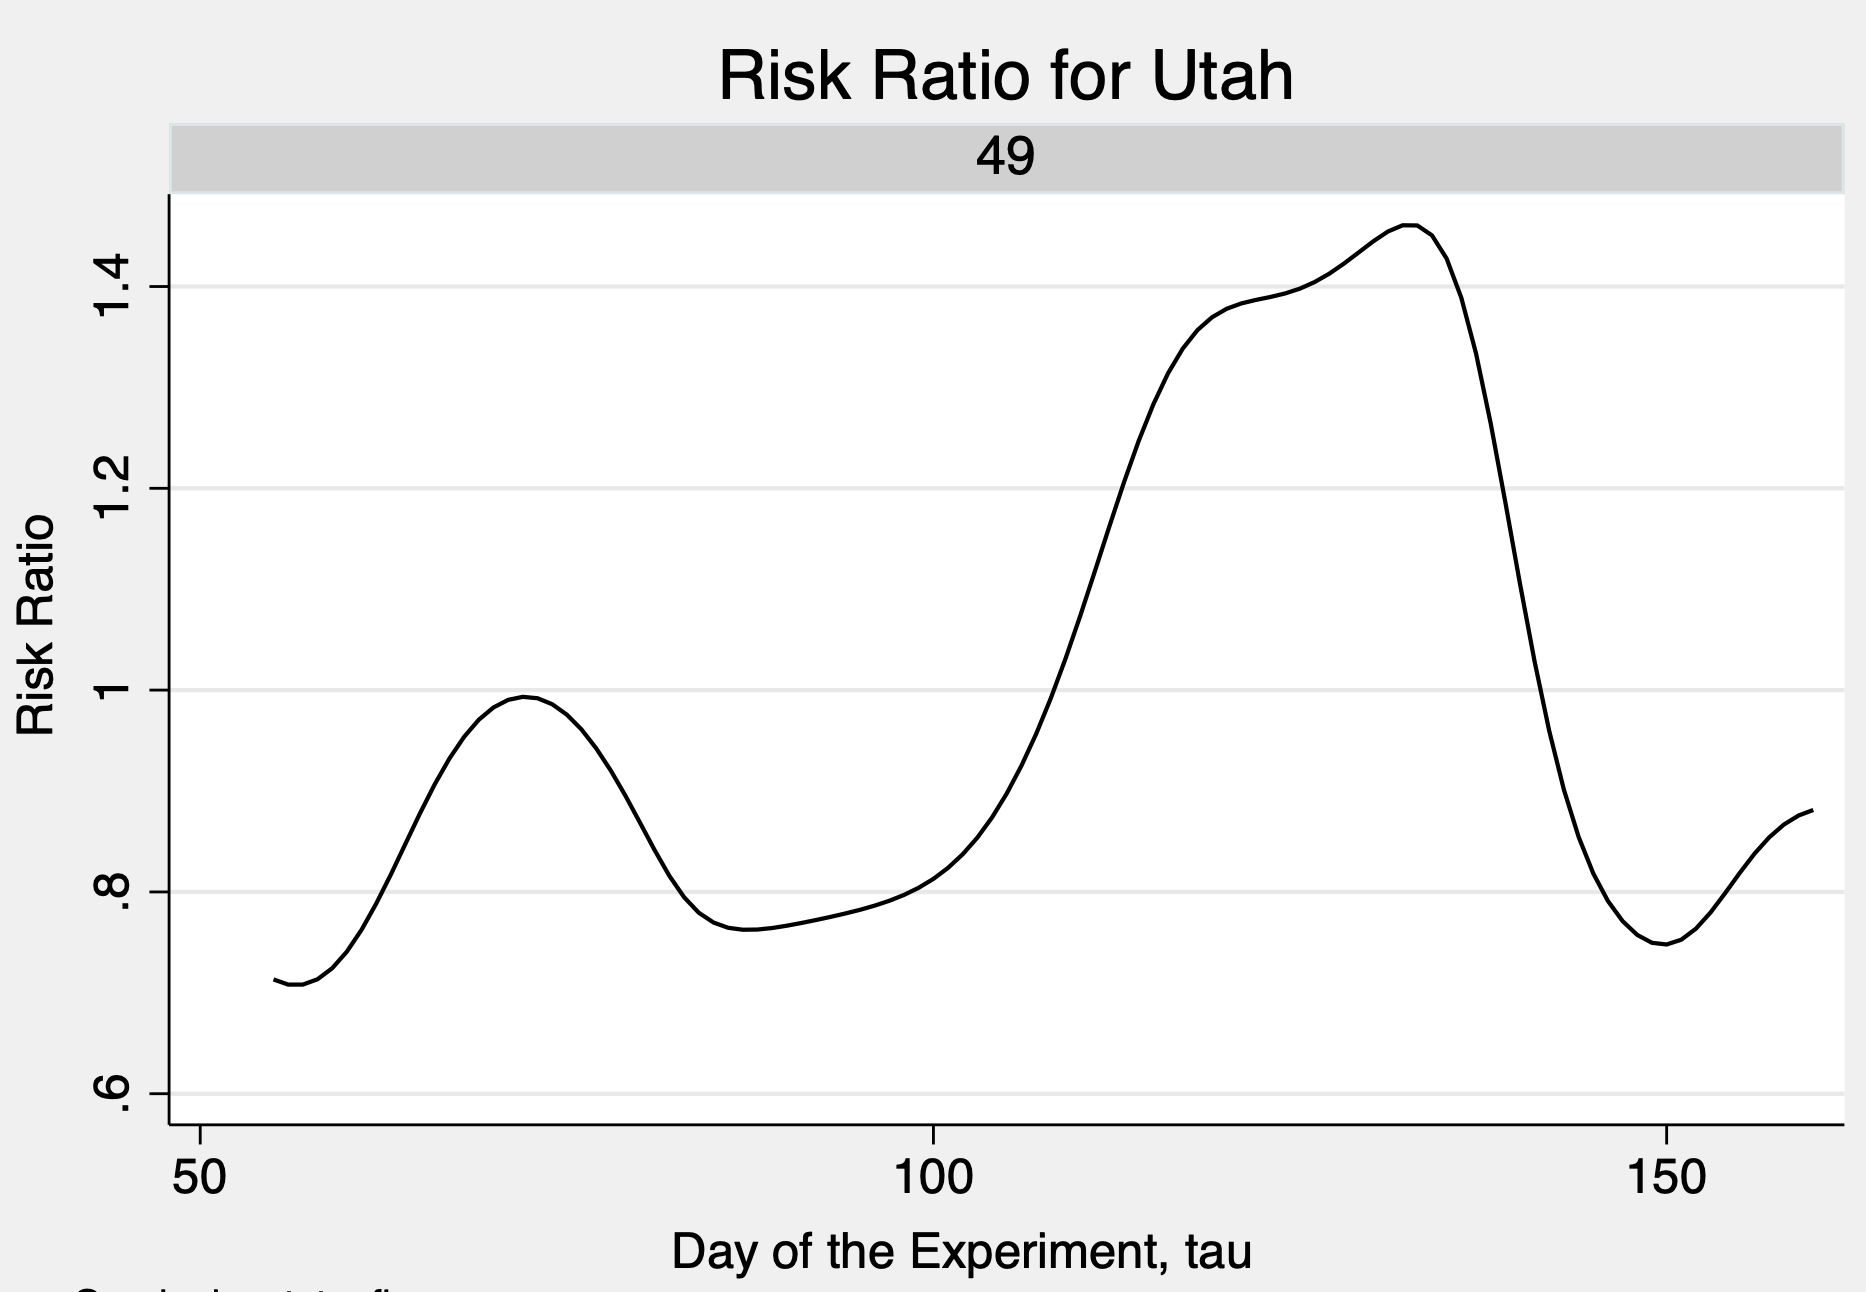 Risk Ratio for Utah
49
Risk Ratio
1.4
1.2
1
.8
.6
50 100 150
Day of the Experiment, tau